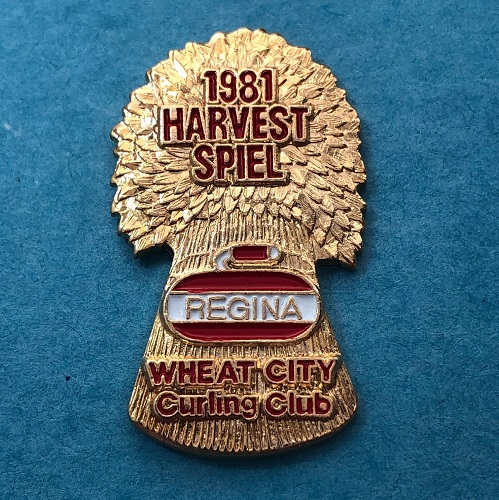 1981
HARVEST
SPIEL
REGINA
WHEAT CITY
Curling Club